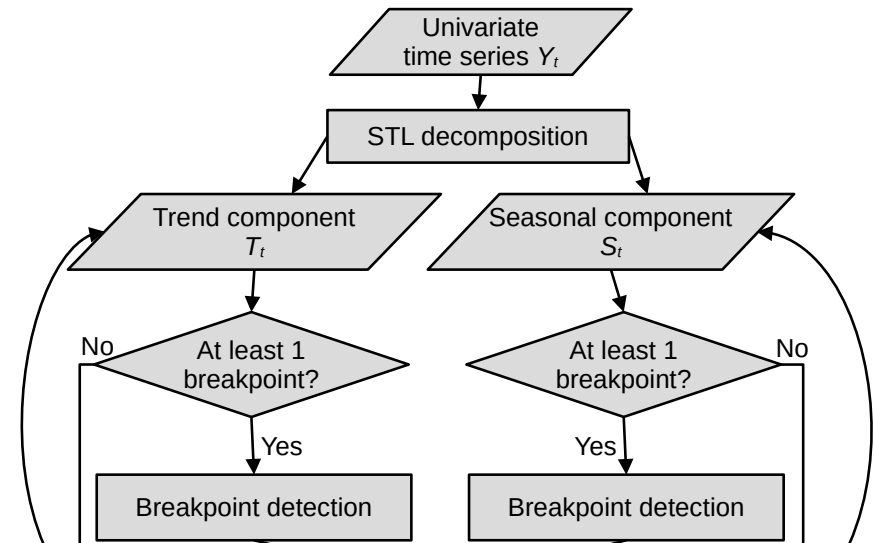 Univariate
time series Yt
STL decomposition
Trend component
Tt
Seasonal component
St
No
At least 1
breakpoint?
At least 1
breakpoint?
No
Yes
Yes
Breakpoint detection
Breakpoint detection